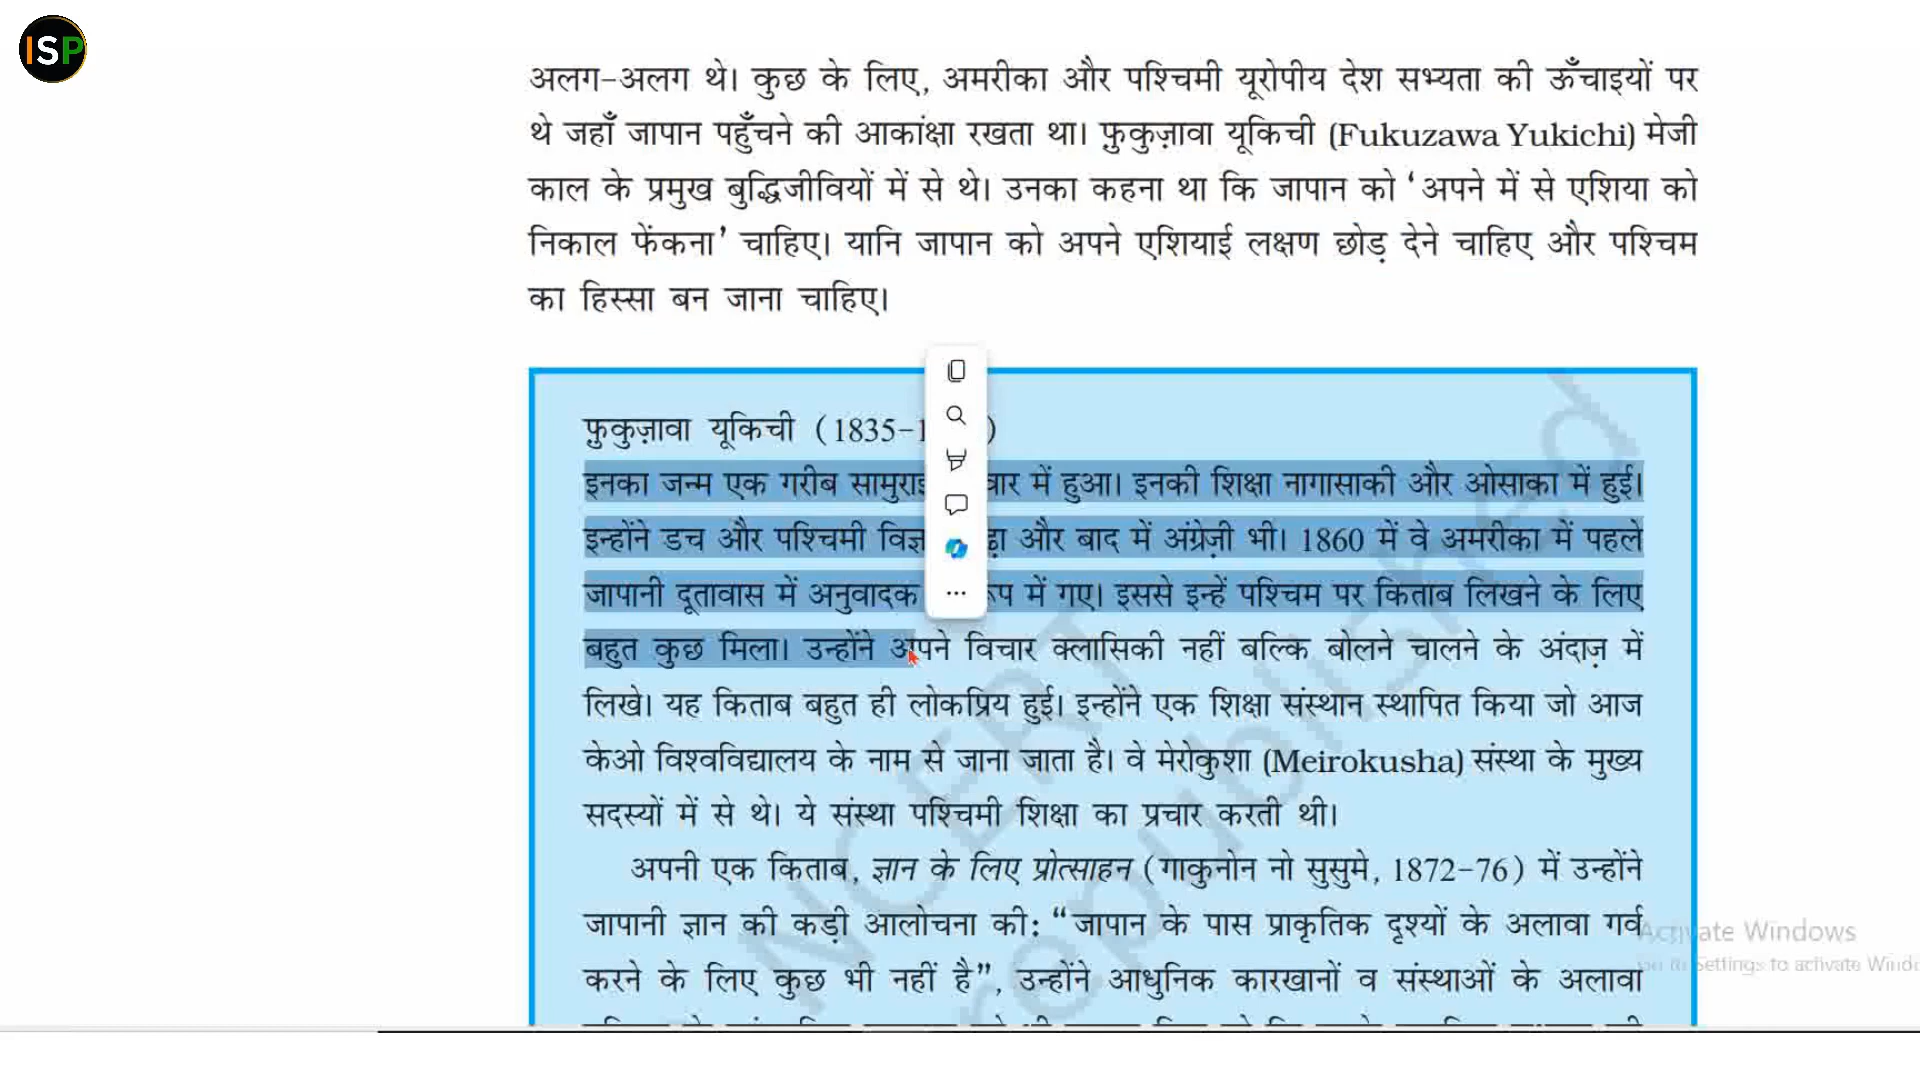 ISP
अलग-अलग थे। कुछ के लिए, अमरीका और पश्चिमी यूरोपीय देश सभ्यता की ऊँचाइयों पर
थे जहाँ जापान पहुँचने की आकांक्षा रखता था। फ़ुकुज़ावा यूकिची (Fukuzawa Yukichi) मेजी
काल के प्रमुख बुद्धिजीवियों में से थे। उनका कहना था कि जापान को ‘अपने में से एशिया को
निकाल फेंकना’ चाहिए। यानि जापान को अपने एशियाई लक्षण छोड़ देने चाहिए और पश्चिम
का हिस्सा बन जाना चाहिए।
फ़ुकुज़ावा यूकिची (1835-1 )
इनका जन्म एक गरीब सामुराई में हुआ। इनकी शिक्षा नागासाकी और ओसाका में हुई।
इन्होंने डच और पश्चिमी और बाद में अंग्रेज़ी भी। 1860 में वे अमरीका में पहले
जापानी दूतावास में अनुवादक में गए। इससे इन्हें पश्चिम पर किताब लिखने के लिए
बहुत कुछ मिला। उन्होंने अपने विचार क्लासिकी नहीं बल्कि बोलने चालने के अंदाज़ में
लिखे। यह किताब बहुत ही लोकप्रिय हुई। इन्होंने एक शिक्षा संस्थान स्थापित किया जो आज
केओ विश्वविद्यालय के नाम से जाना जाता है। वे मेरोकुशा (Meirokusha) संस्था के मुख्य
सदस्यों में से थे। ये संस्था पश्चिमी शिक्षा का प्रचार करती थी।
अपनी एक किताब, ज्ञान के लिए प्रोत्साहन (गाकुनोन नो सुसुमे, 1872-76) में उन्होंने
जापानी ज्ञान की कड़ी आलोचना की: “जापान के पास प्राकृतिक दृश्यों के अलावा गर्व
करने के लिए कुछ भी नहीं है”, उन्होंने आधुनिक कारखानों व संस्थाओं के अलावा
NCERT
republished
Activate Windows
Go to Settings to activate Windo